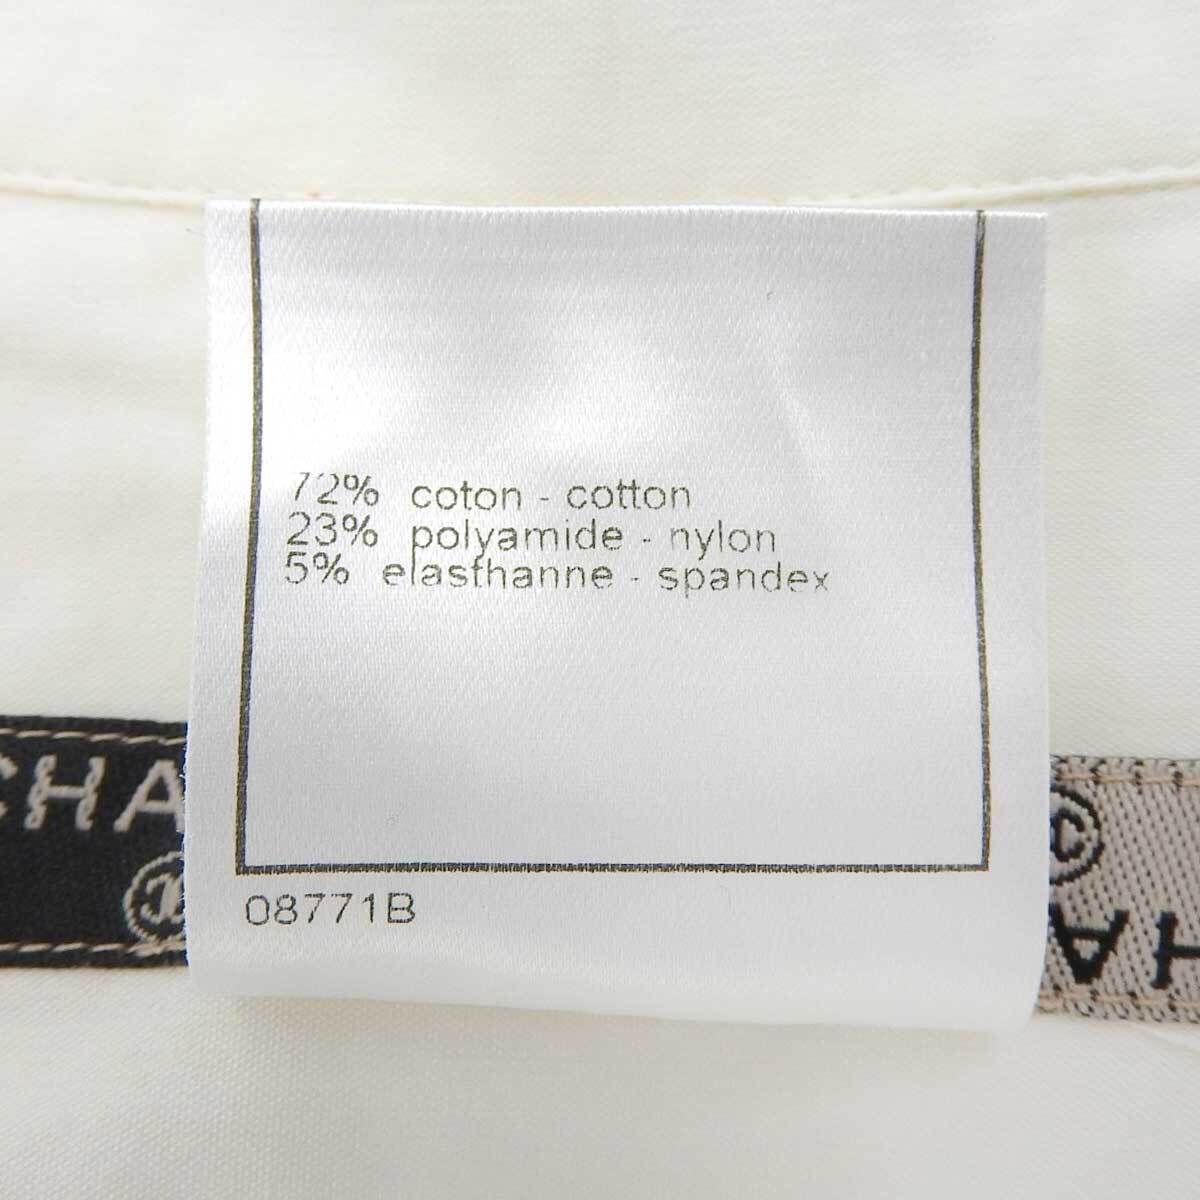 72% coton - cotton
23% polyamide - nylon
5% elasthanne - spandex
CHA
08771B
HA